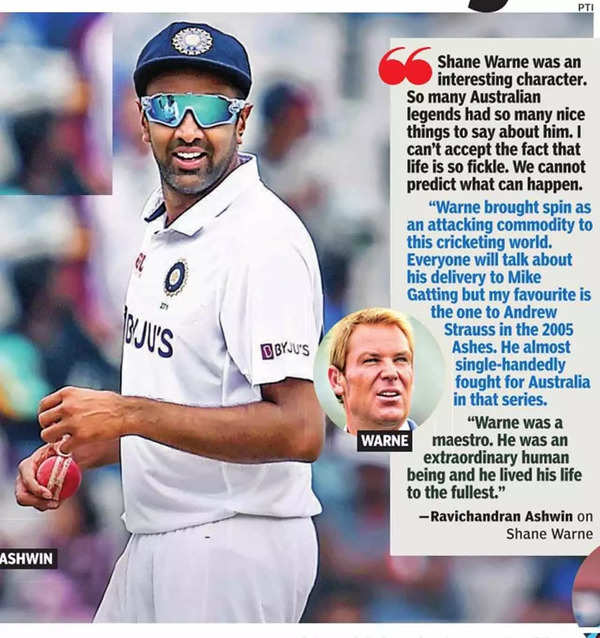 PTI
Shane Warne was an
interesting character.
So many Australian
legends had so many nice
things to say about him. I
can't accept the fact that
life is so fickle. We cannot
predict what can happen.
"Warne brought spin as
an attacking commodity to
this cricketing world.
Everyone will talk about
his delivery to Mike
Gatting but my favourite is
the one to Andrew
Strauss in the 2005
Ashes. He almost
single-handedly
fought for Australia
in that series.
"Warne was a
maestro. He was an
extraordinary human
being and he lived his life
to the fullest."
—Ravichandran Ashwin on
Shane Warne
BYJU'S
BYJU'S
WARNE
ASHWIN